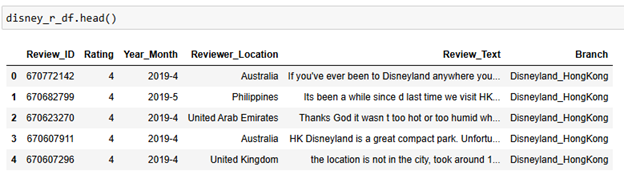 disney_r_df.head()
Review_ID Rating Year_Month Reviewer_Location Review_Text Branch
0 670772142 4 2019-4 Australia If you've ever been to Disneyland anywhere you... Disneyland_HongKong
1 670682799 4 2019-5 Philippines Its been a while since d last time we visit HK... Disneyland_HongKong
2 670623270 4 2019-4 United Arab Emirates Thanks God it wasn t too hot or too humid wh... Disneyland_HongKong
3 670607911 4 2019-4 Australia HK Disneyland is a great compact park. Unfortu... Disneyland_HongKong
4 670607296 4 2019-4 United Kingdom the location is not in the city, took around 1... Disneyland_HongKong